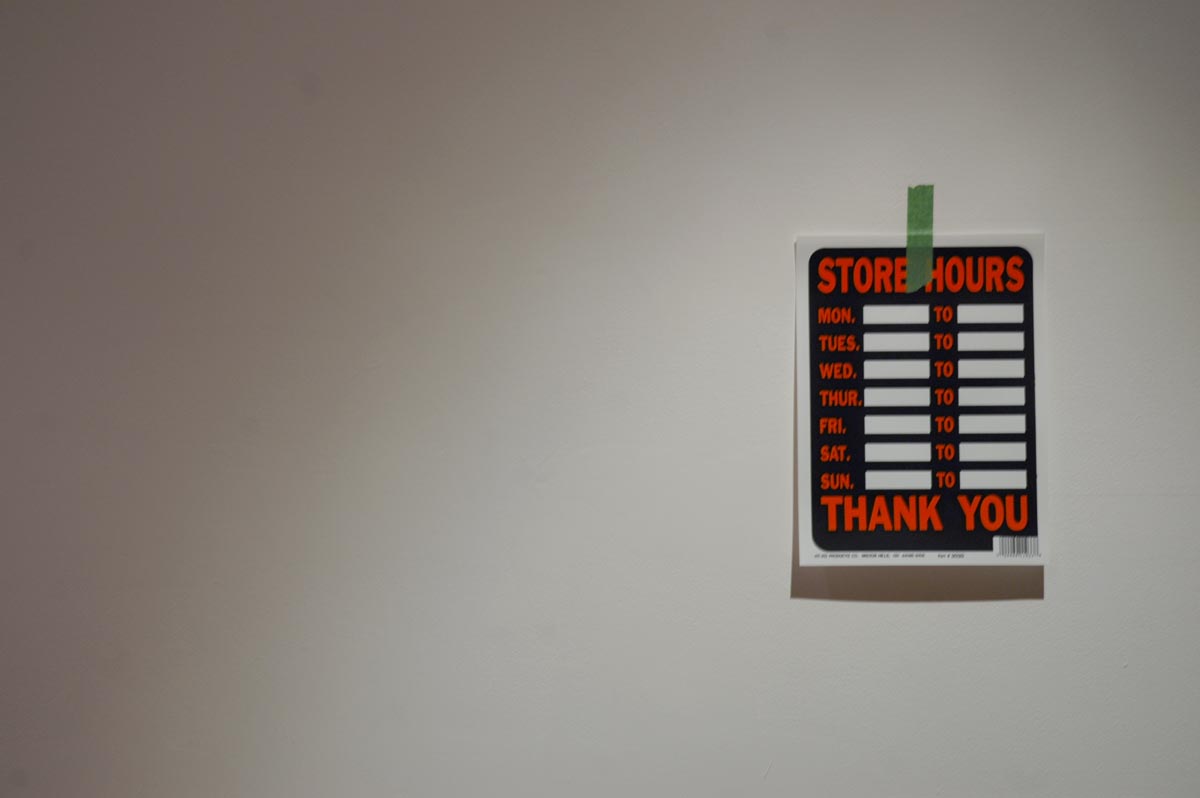 STORE HOURS
MON. TO
TUES. TO
WED. TO
THUR. TO
FRI. TO
SAT. TO
SUN. TO
THANK YOU